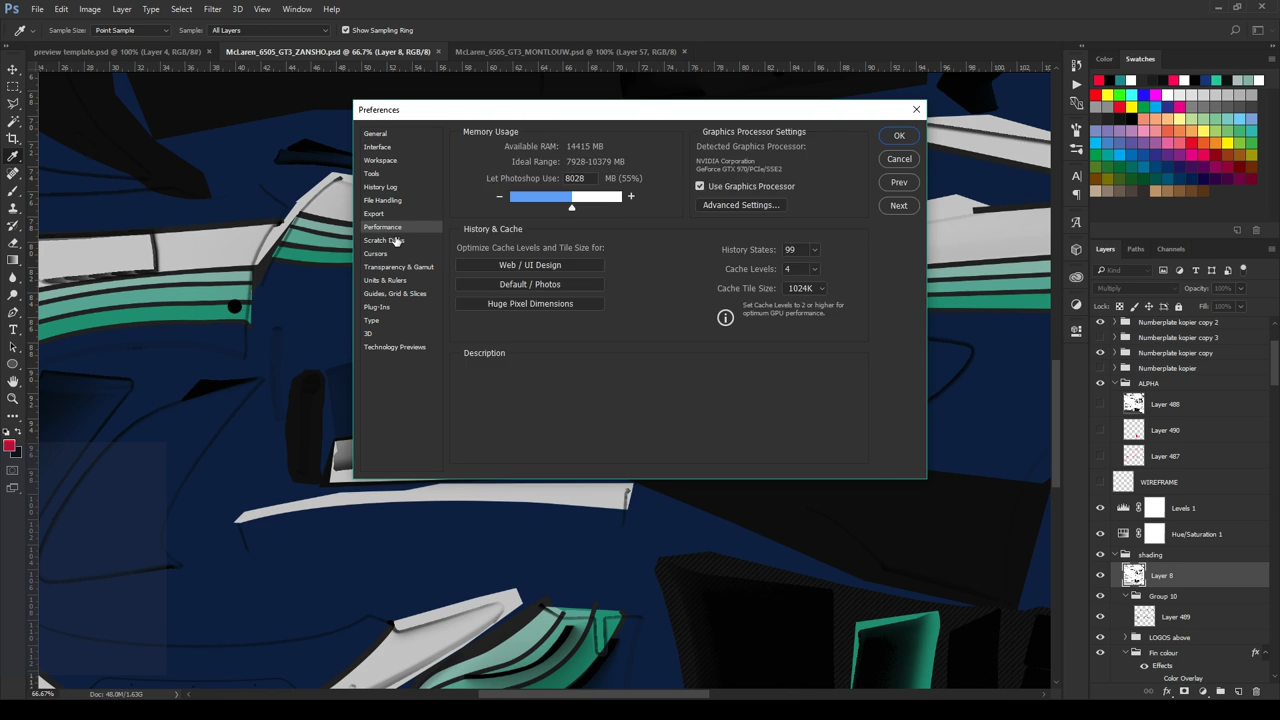 Ps File Edit Image Layer Type Select Filter 3D View Window Help
Sample Size: Point Sample Sample: All Layers Show Sampling Ring
preview template.psd @ 100% (Layer 4, RGB/8#) × McLaren_650S_GT3_ZANSHO.psd @ 66.7% (Layer 8, RGB/8) × McLaren_650S_GT3_MONTLOUW.psd @ 100% (Layer 57, RGB/8) ×
Preferences
General
Interface
Workspace
Tools
History Log
File Handling
Export
Performance
Scratch Disks
Cursors
Transparency & Gamut
Units & Rulers
Guides, Grid & Slices
Plug-Ins
Type
3D
Technology Previews
Memory Usage
Available RAM: 14415 MB
Ideal Range: 7928-10379 MB
Let Photoshop Use: 8028 MB (55%)
Graphics Processor Settings
Detected Graphics Processor:
NVIDIA Corporation
GeForce GTX 970/PCIe/SSE2
Use Graphics Processor
Advanced Settings...
OK
Cancel
Prev
Next
History & Cache
Optimize Cache Levels and Tile Size for:
Web / UI Design
Default / Photos
Huge Pixel Dimensions
History States: 99
Cache Levels: 4
Cache Tile Size: 1024K
Set Cache Levels to 2 or higher for
optimum GPU performance.
Description
Color Swatches
Layers Paths Channels
Kind
Multiply Opacity: 100%
Lock: Fill: 100%
Numberplate kopier copy 2
Numberplate kopier copy 3
Numberplate kopier copy
Numberplate kopier
ALPHA
Layer 488
Layer 490
Layer 487
WIREFRAME
Levels 1
Hue/Saturation 1
shading
Layer 8
Group 10
Layer 489
LOGOS above
Fin colour fx
Effects
Color Overlay
66.67% Doc: 48.0M/1.63G